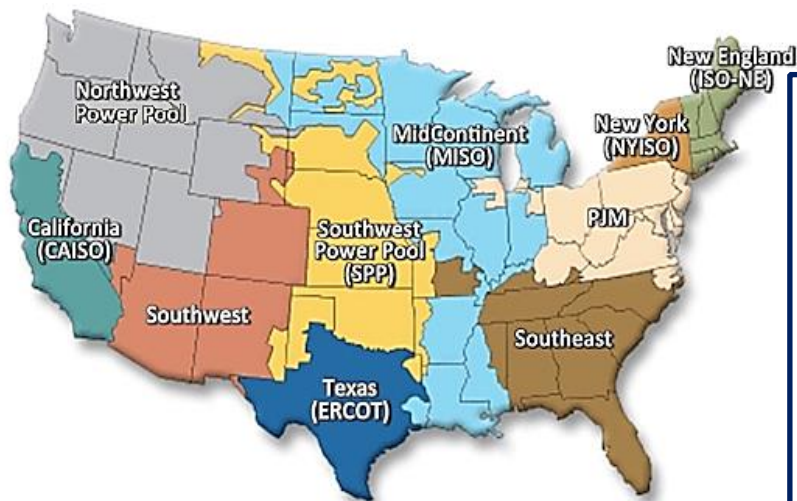 Northwest
Power Pool
MidContinent
(MISO)
New England
(ISO-NE)
New York
(NYISO)
PJM
California
(CAISO)
Southwest
Power Pool
(SPP)
Southwest
Southeast
Texas
(ERCOT)